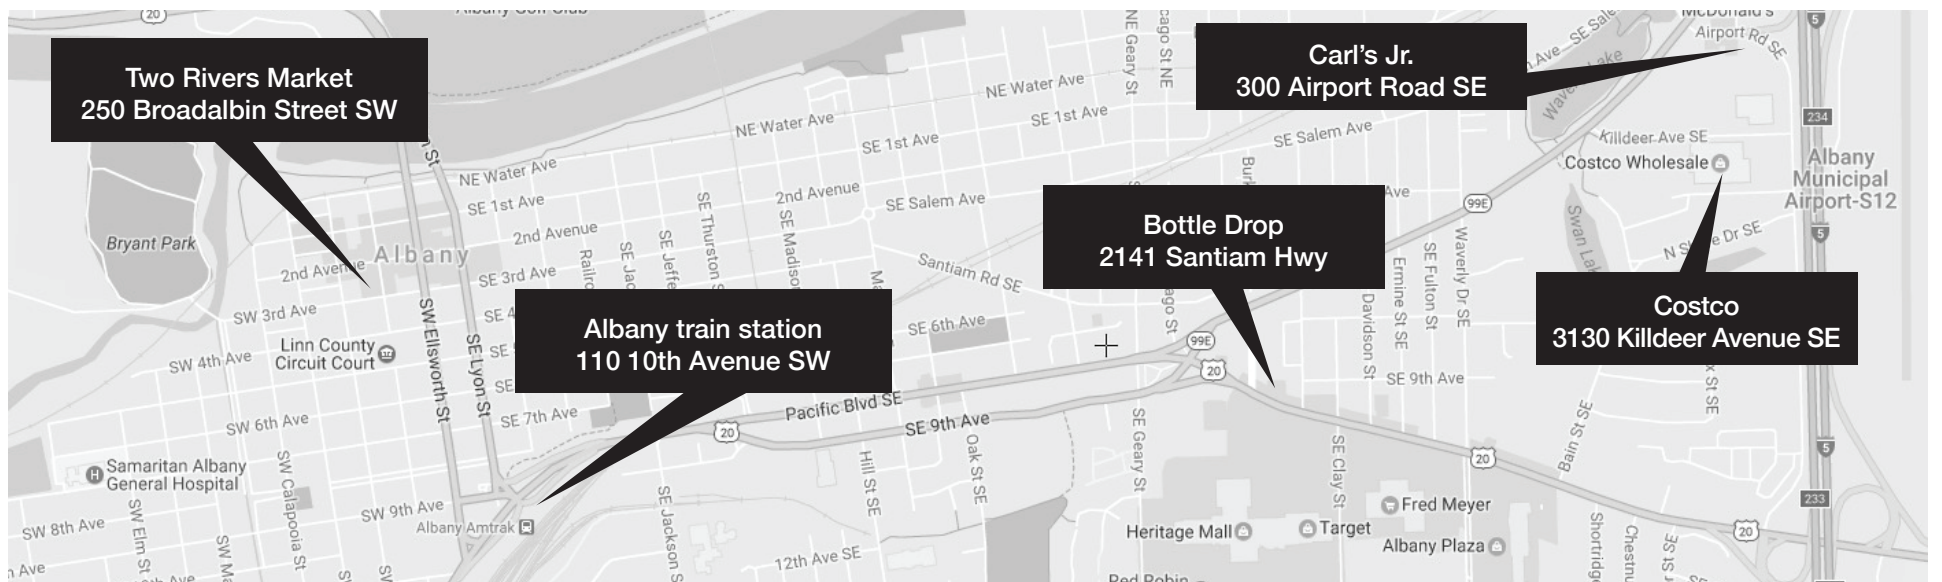 20
Albany Golf Club
McDonald's
5
Airport Rd SE
Two Rivers Market
250 Broadalbin Street SW
Carl's Jr.
300 Airport Road SE
NE Geary St
NE Water Ave
NE Water Ave
NE Water Ave
SE 1st Ave
SE 1st Ave
SE 1st Ave
SE Salem Ave
Killdeer Ave SE
Costco Wholesale
234
Albany
Municipal
Airport-S12
Bryant Park
Albany
2nd Avenue
2nd Avenue
2nd Avenue
SE Salem Ave
Ave
99E
5
Bottle Drop
2141 Santiam Hwy
N Shore Dr SE
Swan Lake
SE Thurston S
SE Madison
SE 3rd Ave
Santiam Rd SE
SW 3rd Ave
SW 4th Ave
Linn County
Circuit Court
SW Ellsworth St
SE Lyon St
Albany train station
110 10th Avenue SW
SE 6th Ave
99E
20
Davidson St
Ermine St SE
SE Fulton St
Waverly Dr SE
Costco
3130 Killdeer Avenue SE
SE 9th Ave
SW 6th Ave
SE 7th Ave
Pacific Blvd SE
SE 9th Ave
20
Samaritan Albany
General Hospital
H
SW Calapooia St
SW Elm St
SW 8th Ave
SW 9th Ave
Albany Amtrak
SE Jackson S
Hill St SE
Oak St SE
SE Geary St
SE Clay St
Bain St SE
12th Ave SE
20
5
233
20
Fred Meyer
Heritage Mall
Target
Albany Plaza
Red Robin